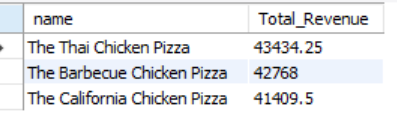 name Total_Revenue
The Thai Chicken Pizza 43434.25
The Barbecue Chicken Pizza 42768
The California Chicken Pizza 41409.5